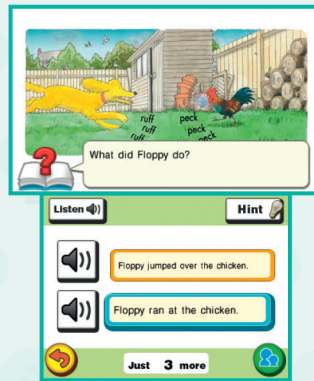 ruff peck
ruff peck
ruff peck
What did Floppy do?
Listen Hint
Floppy jumped over the chicken.
Floppy ran at the chicken.
Just 3 more